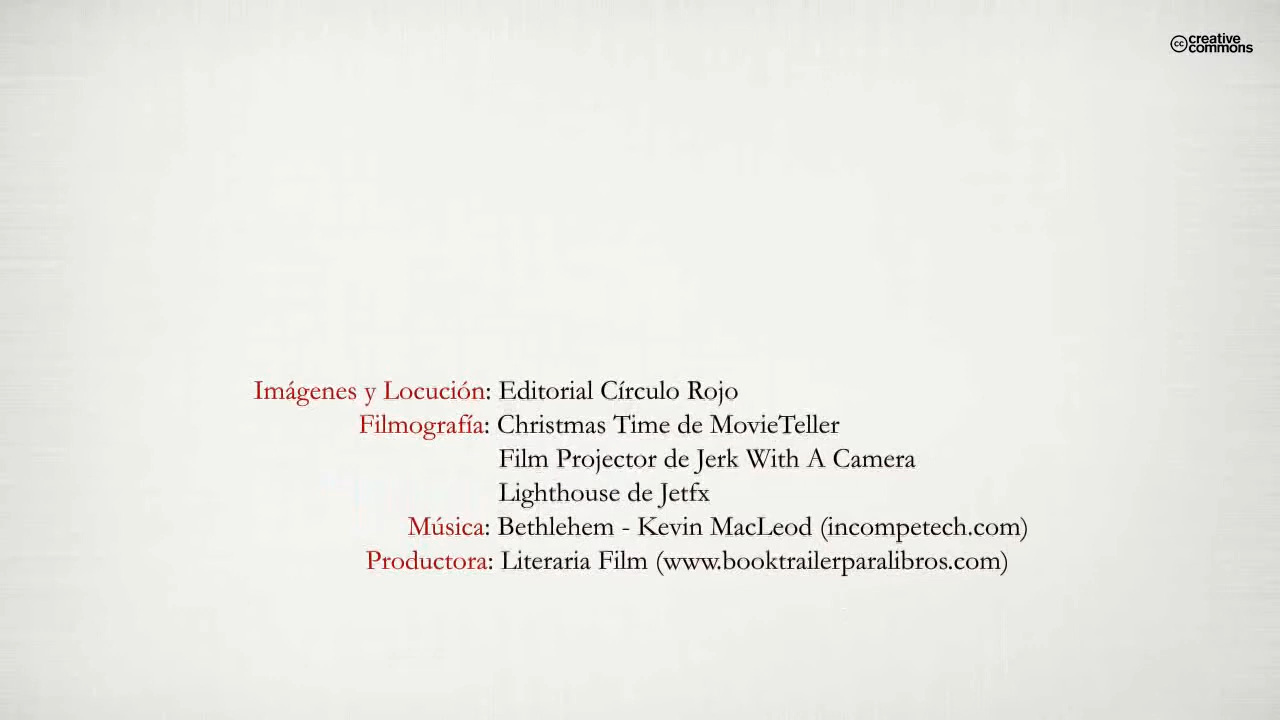 cc creative
commons
Imágenes y Locución: Editorial Círculo Rojo
Filmografía: Christmas Time de MovieTeller
Film Projector de Jerk With A Camera
Lighthouse de Jetfx
Música: Bethlehem - Kevin MacLeod (incompetech.com)
Productora: Literaria Film (www.booktrailerparalibros.com)